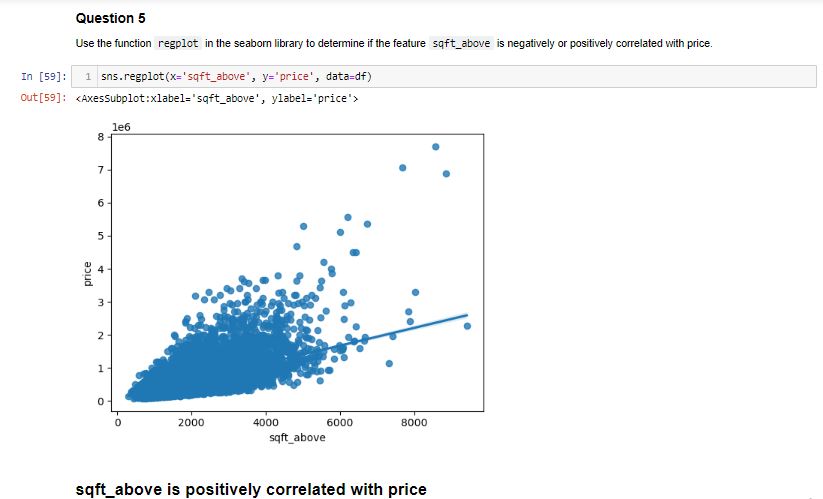 Question 5
Use the function regplot in the seaborn library to determine if the feature sqft_above is negatively or positively correlated with price.
In [59]: 1 sns.regplot(x='sqft_above', y='price', data=df)
Out[59]: <AxesSubplot:xlabel='sqft_above', ylabel='price'>
1e6
8
7
6
5
4
3
2
1
0
price
0 2000 4000 6000 8000
sqft_above
sqft_above is positively correlated with price